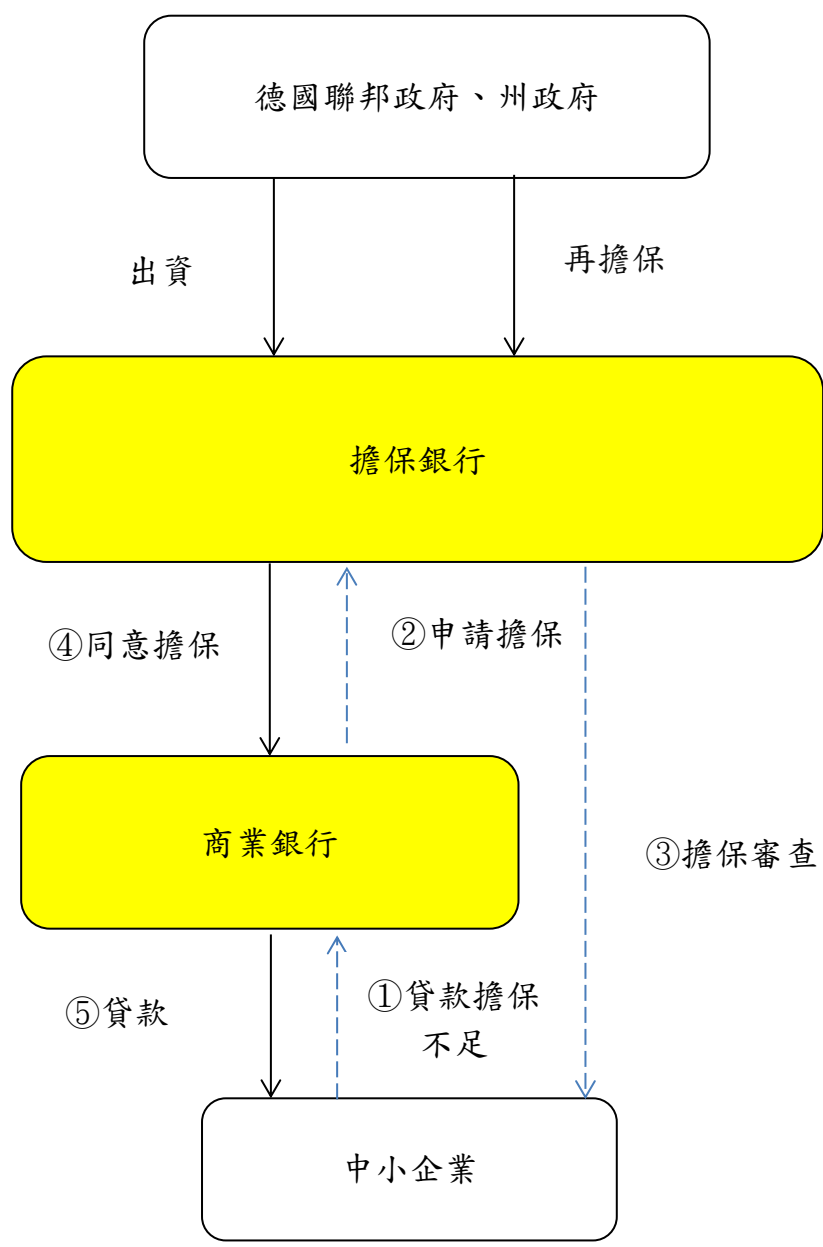 德國聯邦政府、州政府
出資
再擔保
擔保銀行
④同意擔保
②申請擔保
商業銀行
③擔保審查
⑤貸款
①貸款擔保
不足
中小企業